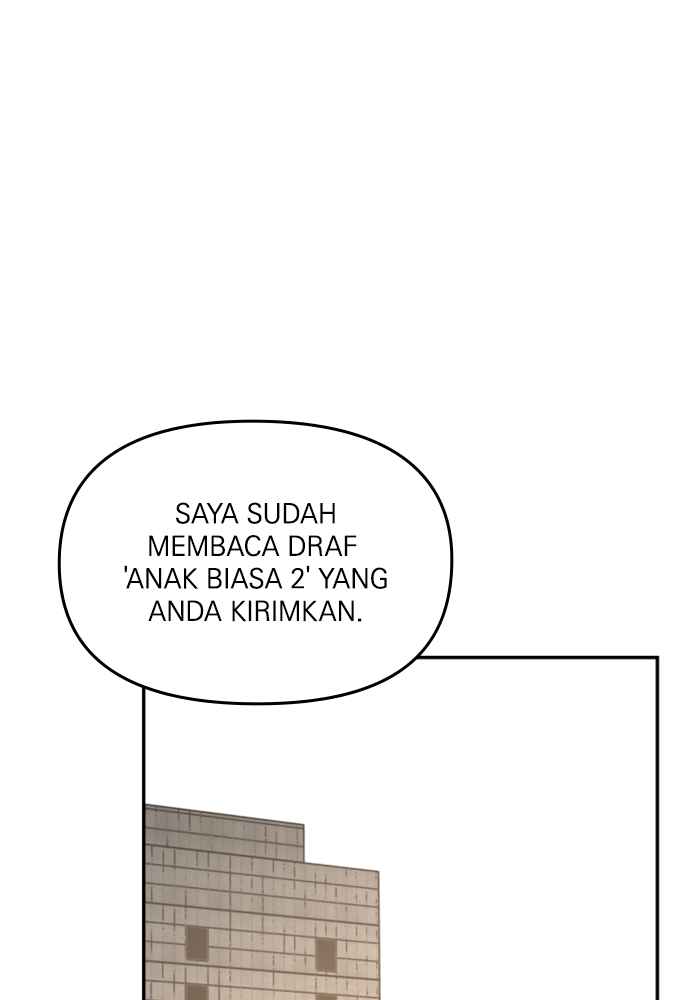 SAYA SUDAH
MEMBACA DRAF
'ANAK BIASA 2' YANG
ANDA KIRIMKAN.